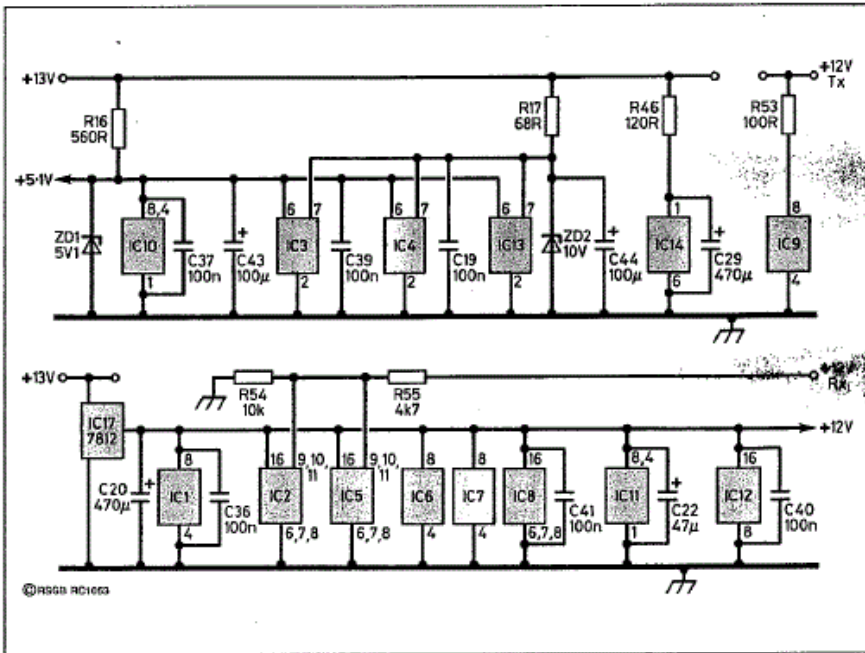 +13V
+12V
Tx
R16
560R
R17
68R
R46
120R
R53
100R
+5·1V
6 7 6 7 6 7
8,4
1
8
ZD1
5V1
IC10
C37
100n
C43
100µ
IC3
C39
100n
IC4
C19
100n
IC13
ZD2
10V
C44
100µ
IC14
C29
470µ
IC9
1
2
2
2
6
4
+13V
+12V
Rx
R54
10k
R55
4k7
IC17
7812
+12V
8
16
9,10,
11
16
9,10,
11
8
8
16
8,4
16
C20
470µ
IC1
C36
100n
IC2
IC5
IC6
IC7
IC8
C41
100n
IC11
C22
47µ
IC12
C40
100n
4
6,7,8
6,7,8
4
4
6,7,8
1
8
©RSGB RC1053